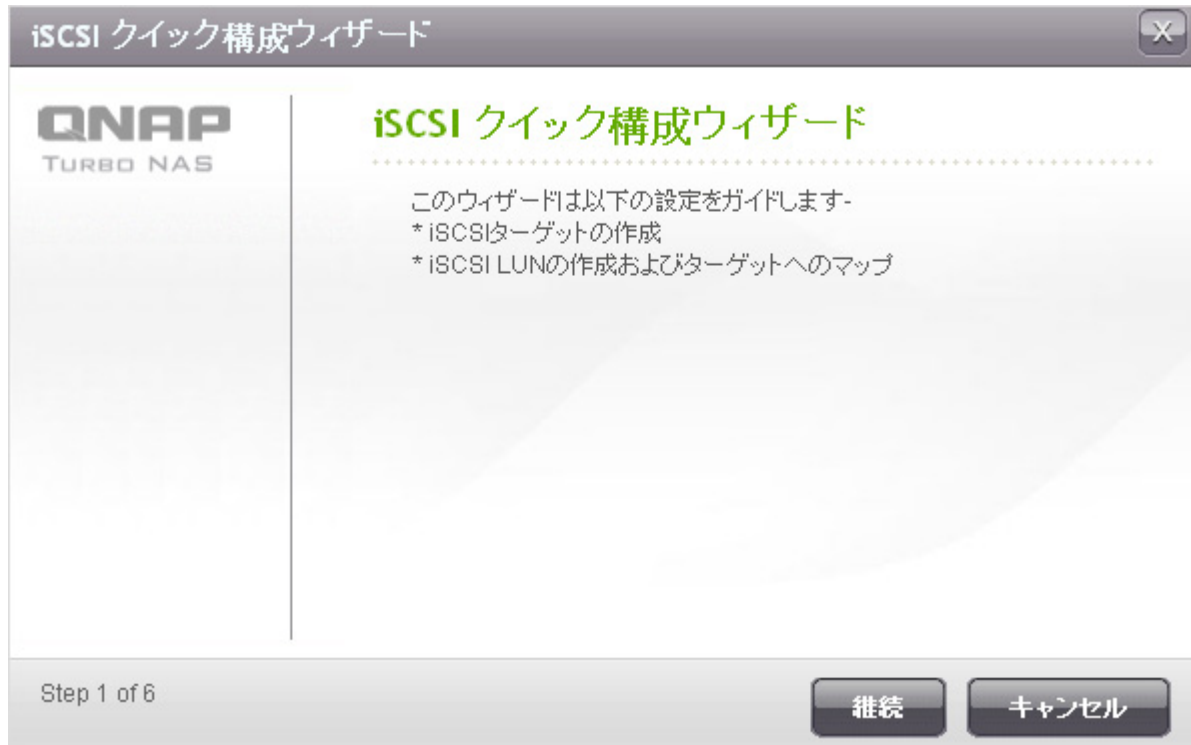 iSCSI クイック構成ウィザード
X
QNAP
TURBO NAS
iSCSI クイック構成ウィザード
このウィザードは以下の設定をガイドします-
* iSCSIターゲットの作成
* iSCSI LUNの作成およびターゲットへのマップ
Step 1 of 6
継続
キャンセル